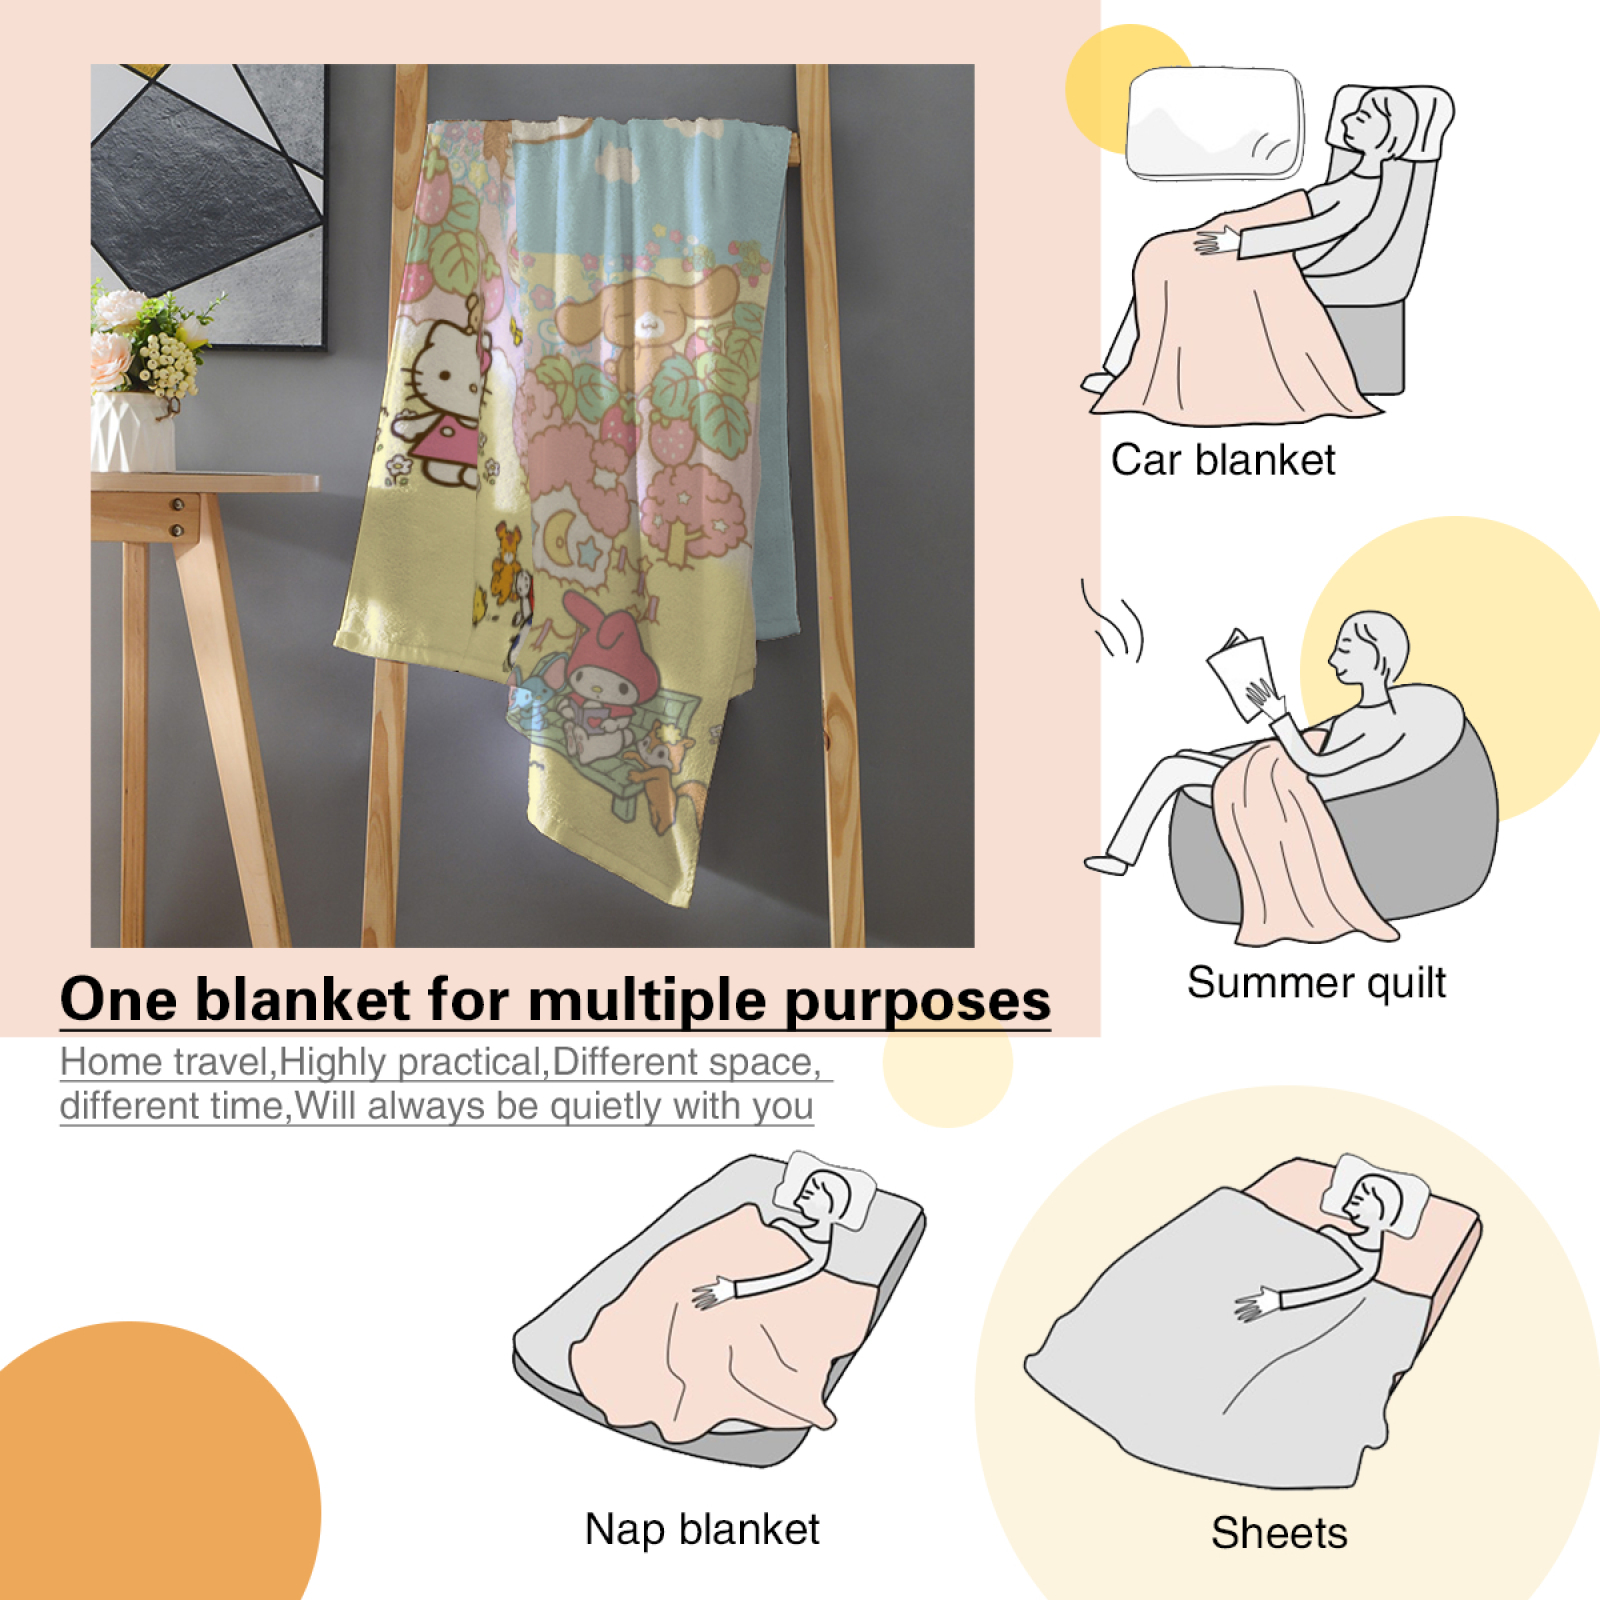 Car blanket
Summer quilt
One blanket for multiple purposes
Home travel,Highly practical,Different space,
different time,Will always be quietly with you
Nap blanket
Sheets